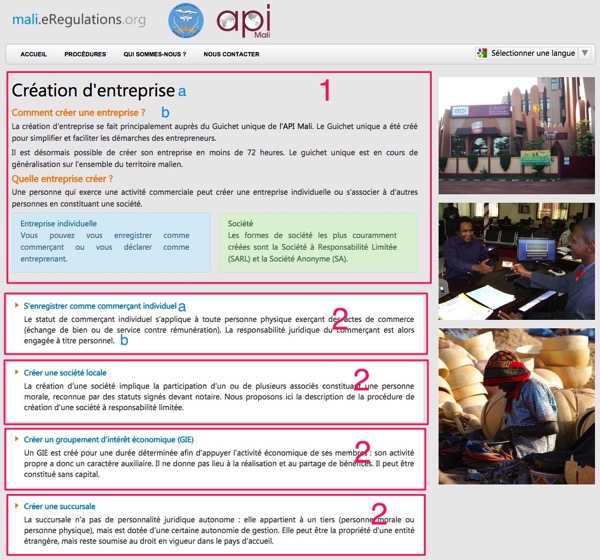 mali.eRegulations.org
api
Mali
ACCUEIL PROCÉDURES QUI SOMMES-NOUS ? NOUS CONTACTER Sélectionner une langue
1
Création d'entreprise a
Comment créer une entreprise ? b
La création d'entreprise se fait principalement auprès du Guichet unique de l'API Mali. Le Guichet unique a été créé
pour simplifier et faciliter les démarches des entrepreneurs.
Il est désormais possible de créer son entreprise en moins de 72 heures. Le guichet unique est en cours de
généralisation sur l'ensemble du territoire malien.
Quelle entreprise créer ?
Une personne qui exerce une activité commerciale peut créer une entreprise individuelle ou s'associer à d'autres
personnes en constituant une société.
Entreprise individuelle
Vous pouvez vous enregistrer comme
commerçant ou vous déclarer comme
entreprenant.
Société
Les formes de société les plus couramment
créées sont la Société à Responsabilité Limitée
(SARL) et la Société Anonyme (SA).
S'enregistrer comme commerçant individuel a
2
Le statut de commerçant individuel s'applique à toute personne physique exerçant des actes de commerce
(échange de bien ou de service contre rémunération). La responsabilité juridique du commerçant est alors
engagée à titre personnel. b
Créer une société locale
2
La création d'une société implique la participation d'un ou de plusieurs associés constituant une personne
morale, reconnue par des statuts signés devant notaire. Nous proposons ici la description de la procédure de
création d'une société à responsabilité limitée.
Créer un groupement d'intérêt économique (GIE)
2
Un GIE est créé pour une durée déterminée afin d'appuyer l'activité économique de ses membres : son activité
propre a donc un caractère auxiliaire. Il ne donne pas lieu à la réalisation et au partage de bénéfices. Il peut être
constitué sans capital.
Créer une succursale
2
La succursale n'a pas de personnalité juridique autonome : elle appartient à un tiers (personne morale ou
personne physique), mais est dotée d'une certaine autonomie de gestion. Elle peut être la propriété d'une entité
étrangère, mais reste soumise au droit en vigueur dans le pays d'accueil.